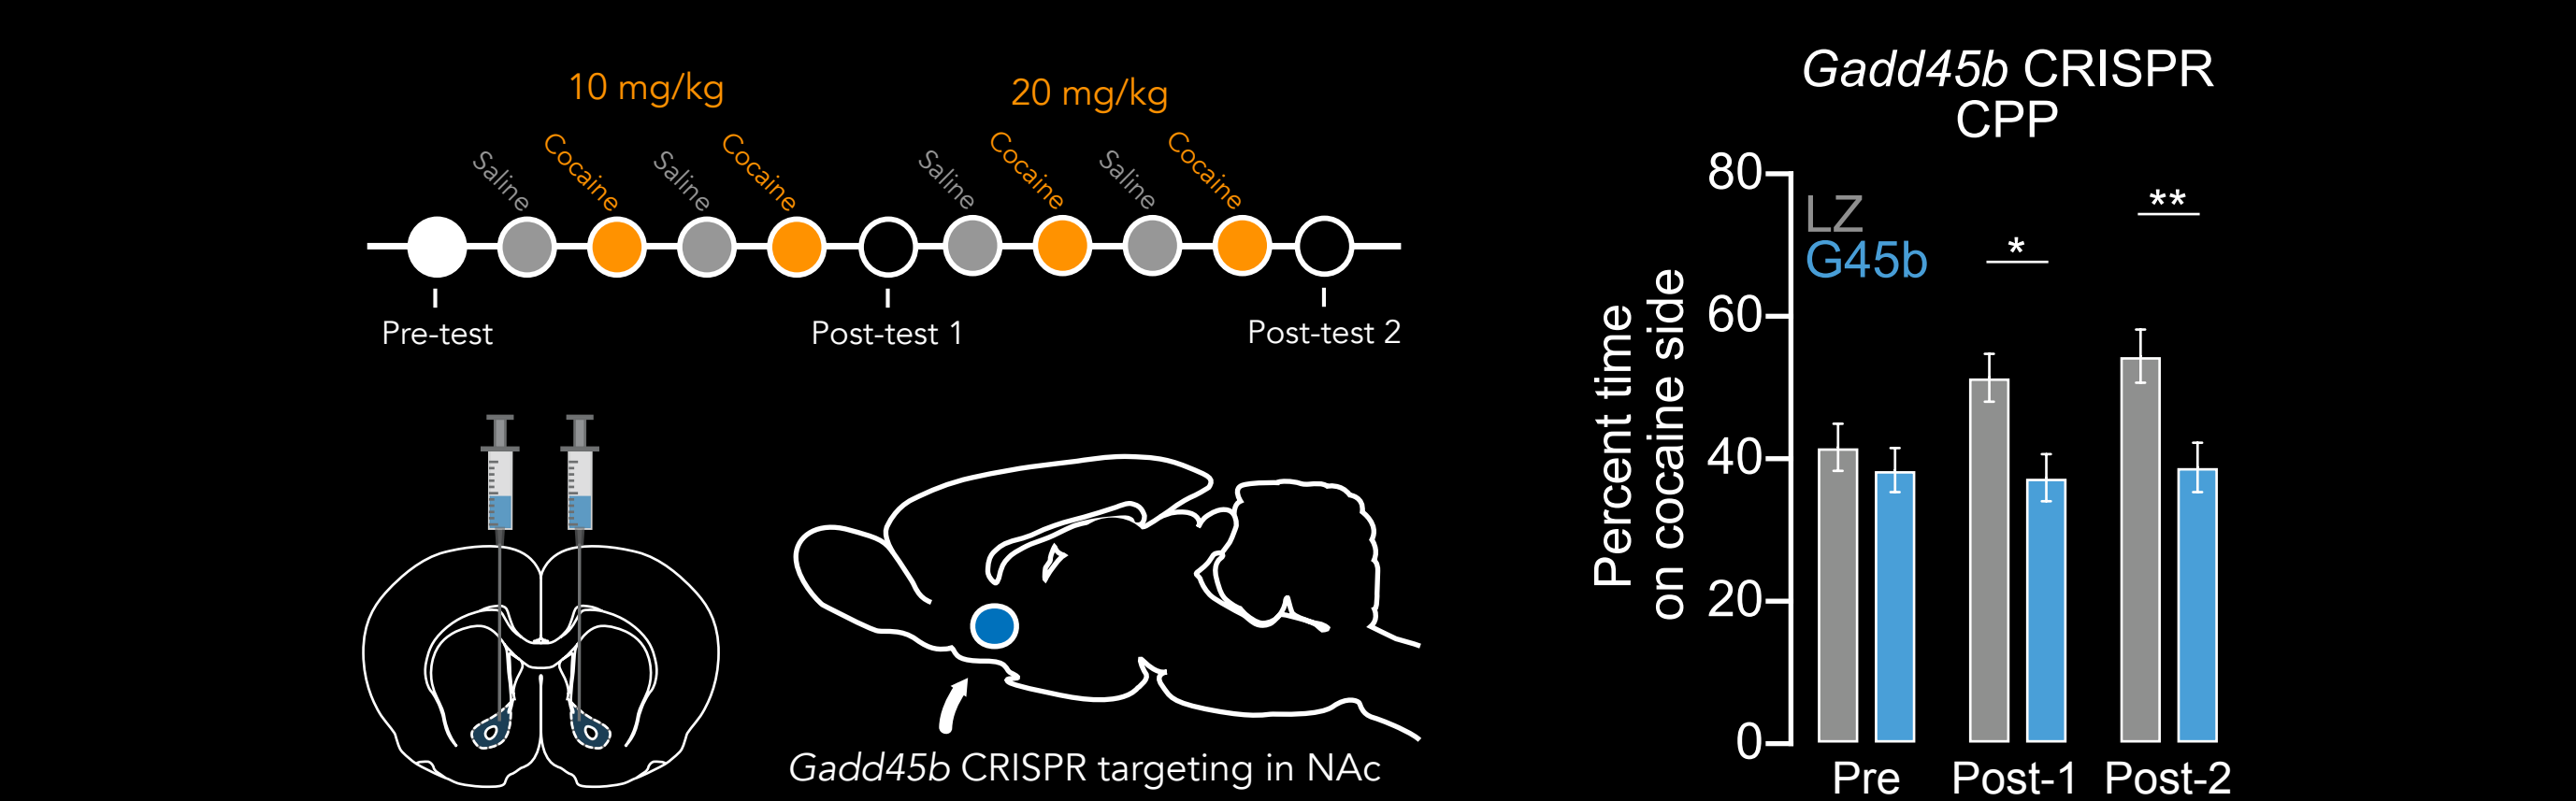 10 mg/kg
20 mg/kg
Saline
Cocaine
Saline
Cocaine
Saline
Cocaine
Saline
Cocaine
Pre-test
Post-test 1
Post-test 2
Gadd45b CRISPR targeting in NAc
Gadd45b CRISPR
CPP
LZ
G45b
*
**
Percent time
on cocaine side
80
60
40
20
0
Pre
Post-1
Post-2